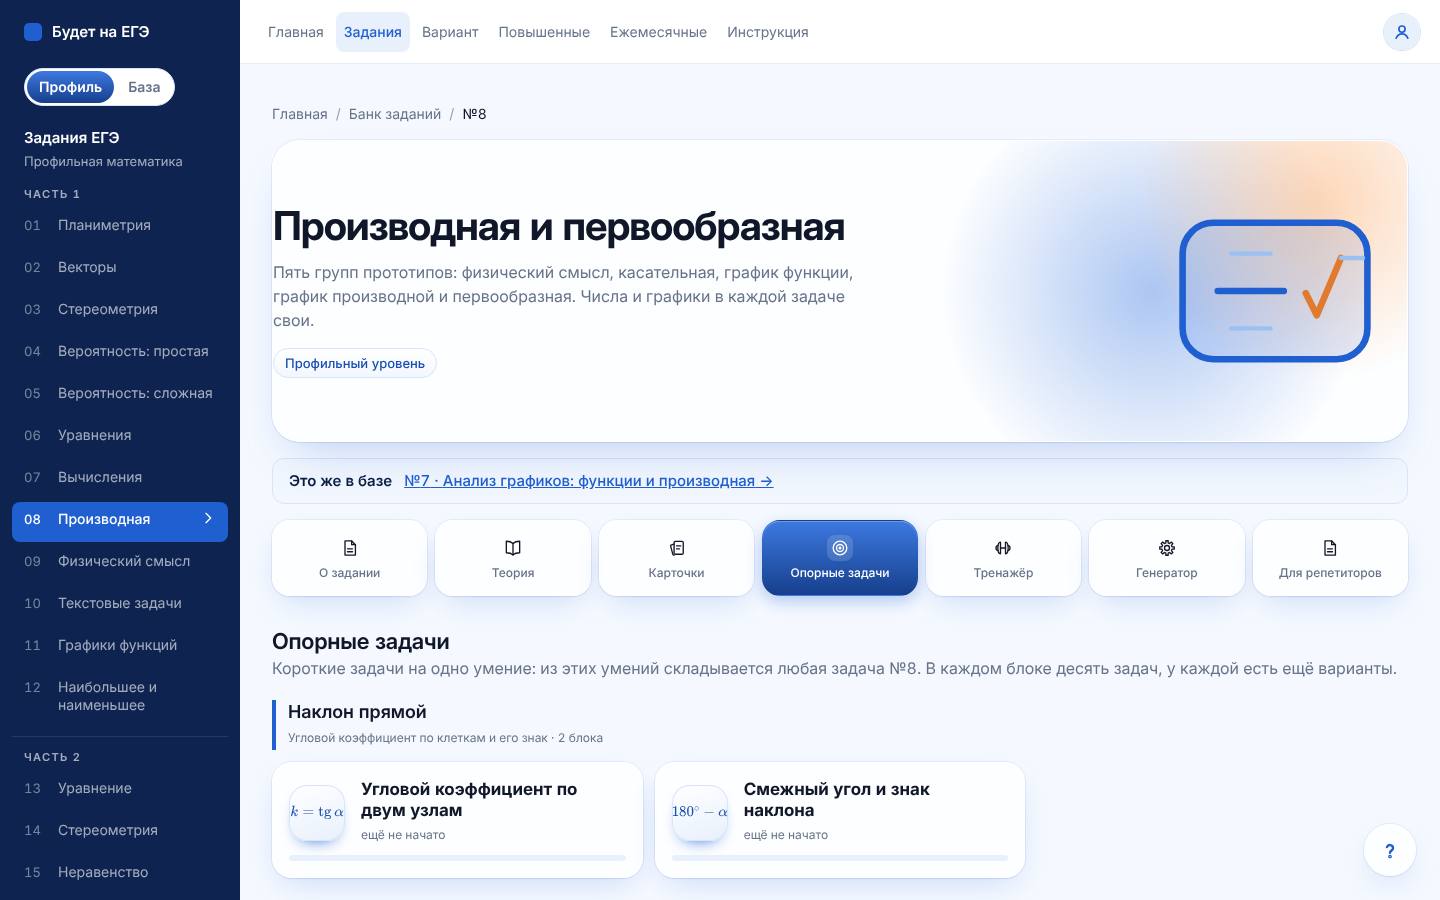 Будет на ЕГЭ
Профиль База
Задания ЕГЭ
Профильная математика
ЧАСТЬ 1
01 Планиметрия
02 Векторы
03 Стереометрия
04 Вероятность: простая
05 Вероятность: сложная
06 Уравнения
07 Вычисления
08 Производная
09 Физический смысл
10 Текстовые задачи
11 Графики функций
12 Наибольшее и
наименьшее
ЧАСТЬ 2
13 Уравнение
14 Стереометрия
15 Неравенство
Главная Задания Вариант Повышенные Ежемесячные Инструкция
Главная / Банк заданий / №8
Производная и первообразная
Пять групп прототипов: физический смысл, касательная, график функции,
график производной и первообразная. Числа и графики в каждой задаче
свои.
Профильный уровень
Это же в базе №7 · Анализ графиков: функции и производная →
О задании Теория Карточки Опорные задачи Тренажёр Генератор Для репетиторов
Опорные задачи
Короткие задачи на одно умение: из этих умений складывается любая задача №8. В каждом блоке десять задач, у каждой есть ещё варианты.
Наклон прямой
Угловой коэффициент по клеткам и его знак · 2 блока
k = tg α
Угловой коэффициент по
двум узлам
ещё не начато
180° − α
Смежный угол и знак
наклона
ещё не начато
?